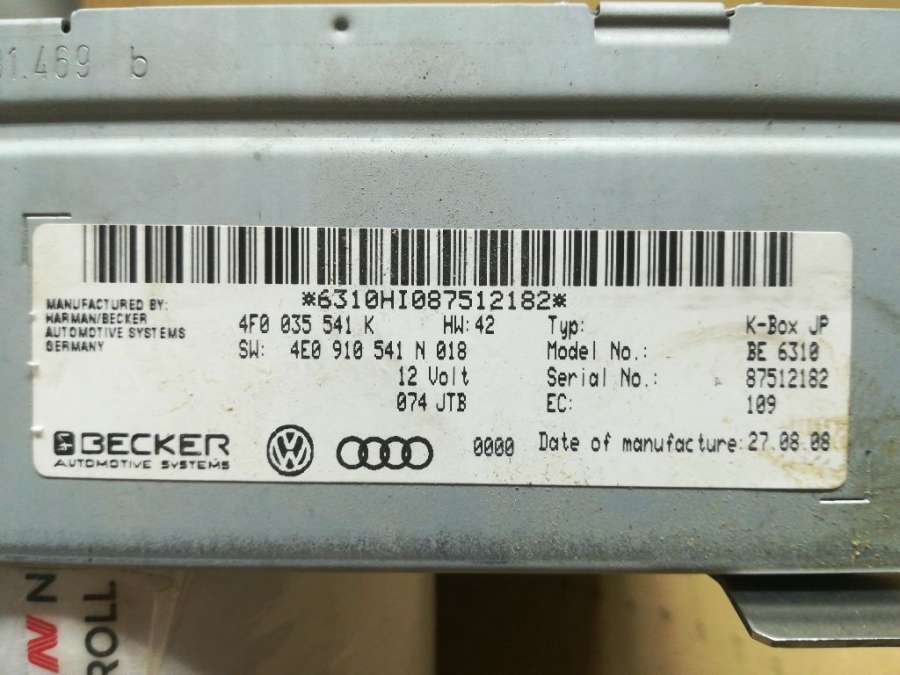 1.469 b
*6310HI087512182*
MANUFACTURED BY:
HARMAN/BECKER
AUTOMOTIVE SYSTEMS
GERMANY
4F0 035 541 K HW:42
SW: 4E0 910 541 N 018
12 Volt
074 JTB
Typ: K-Box JP
Model No.: BE 6310
Serial No.: 87512182
EC: 109
BECKER
AUTOMOTIVE SYSTEMS
VW
0000
Date of manufacture: 27.08.08
ROLL